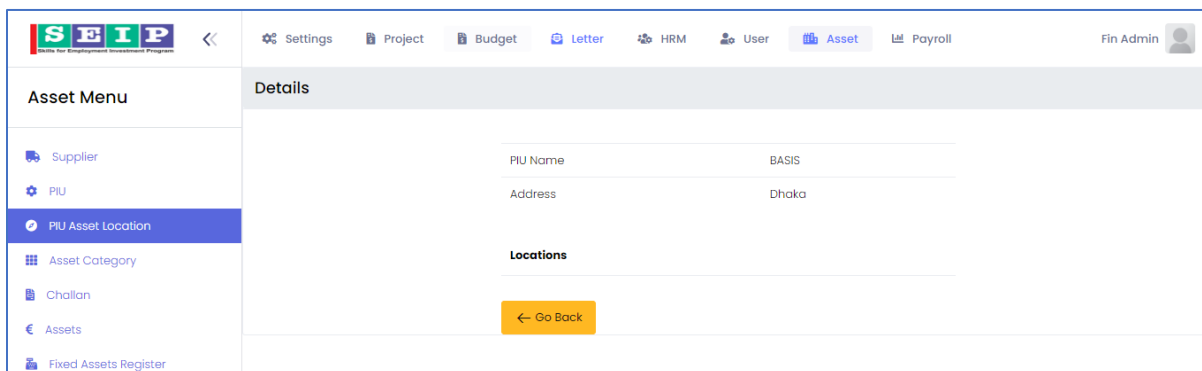 SEIP
Skills for Employment Investment Program
Settings Project Budget Letter HRM User Asset Payroll Fin Admin
Asset Menu
Details
Supplier
PIU
PIU Asset Location
Asset Category
Challan
Assets
Fixed Assets Register
PIU Name BASIS
Address Dhaka
Locations
← Go Back